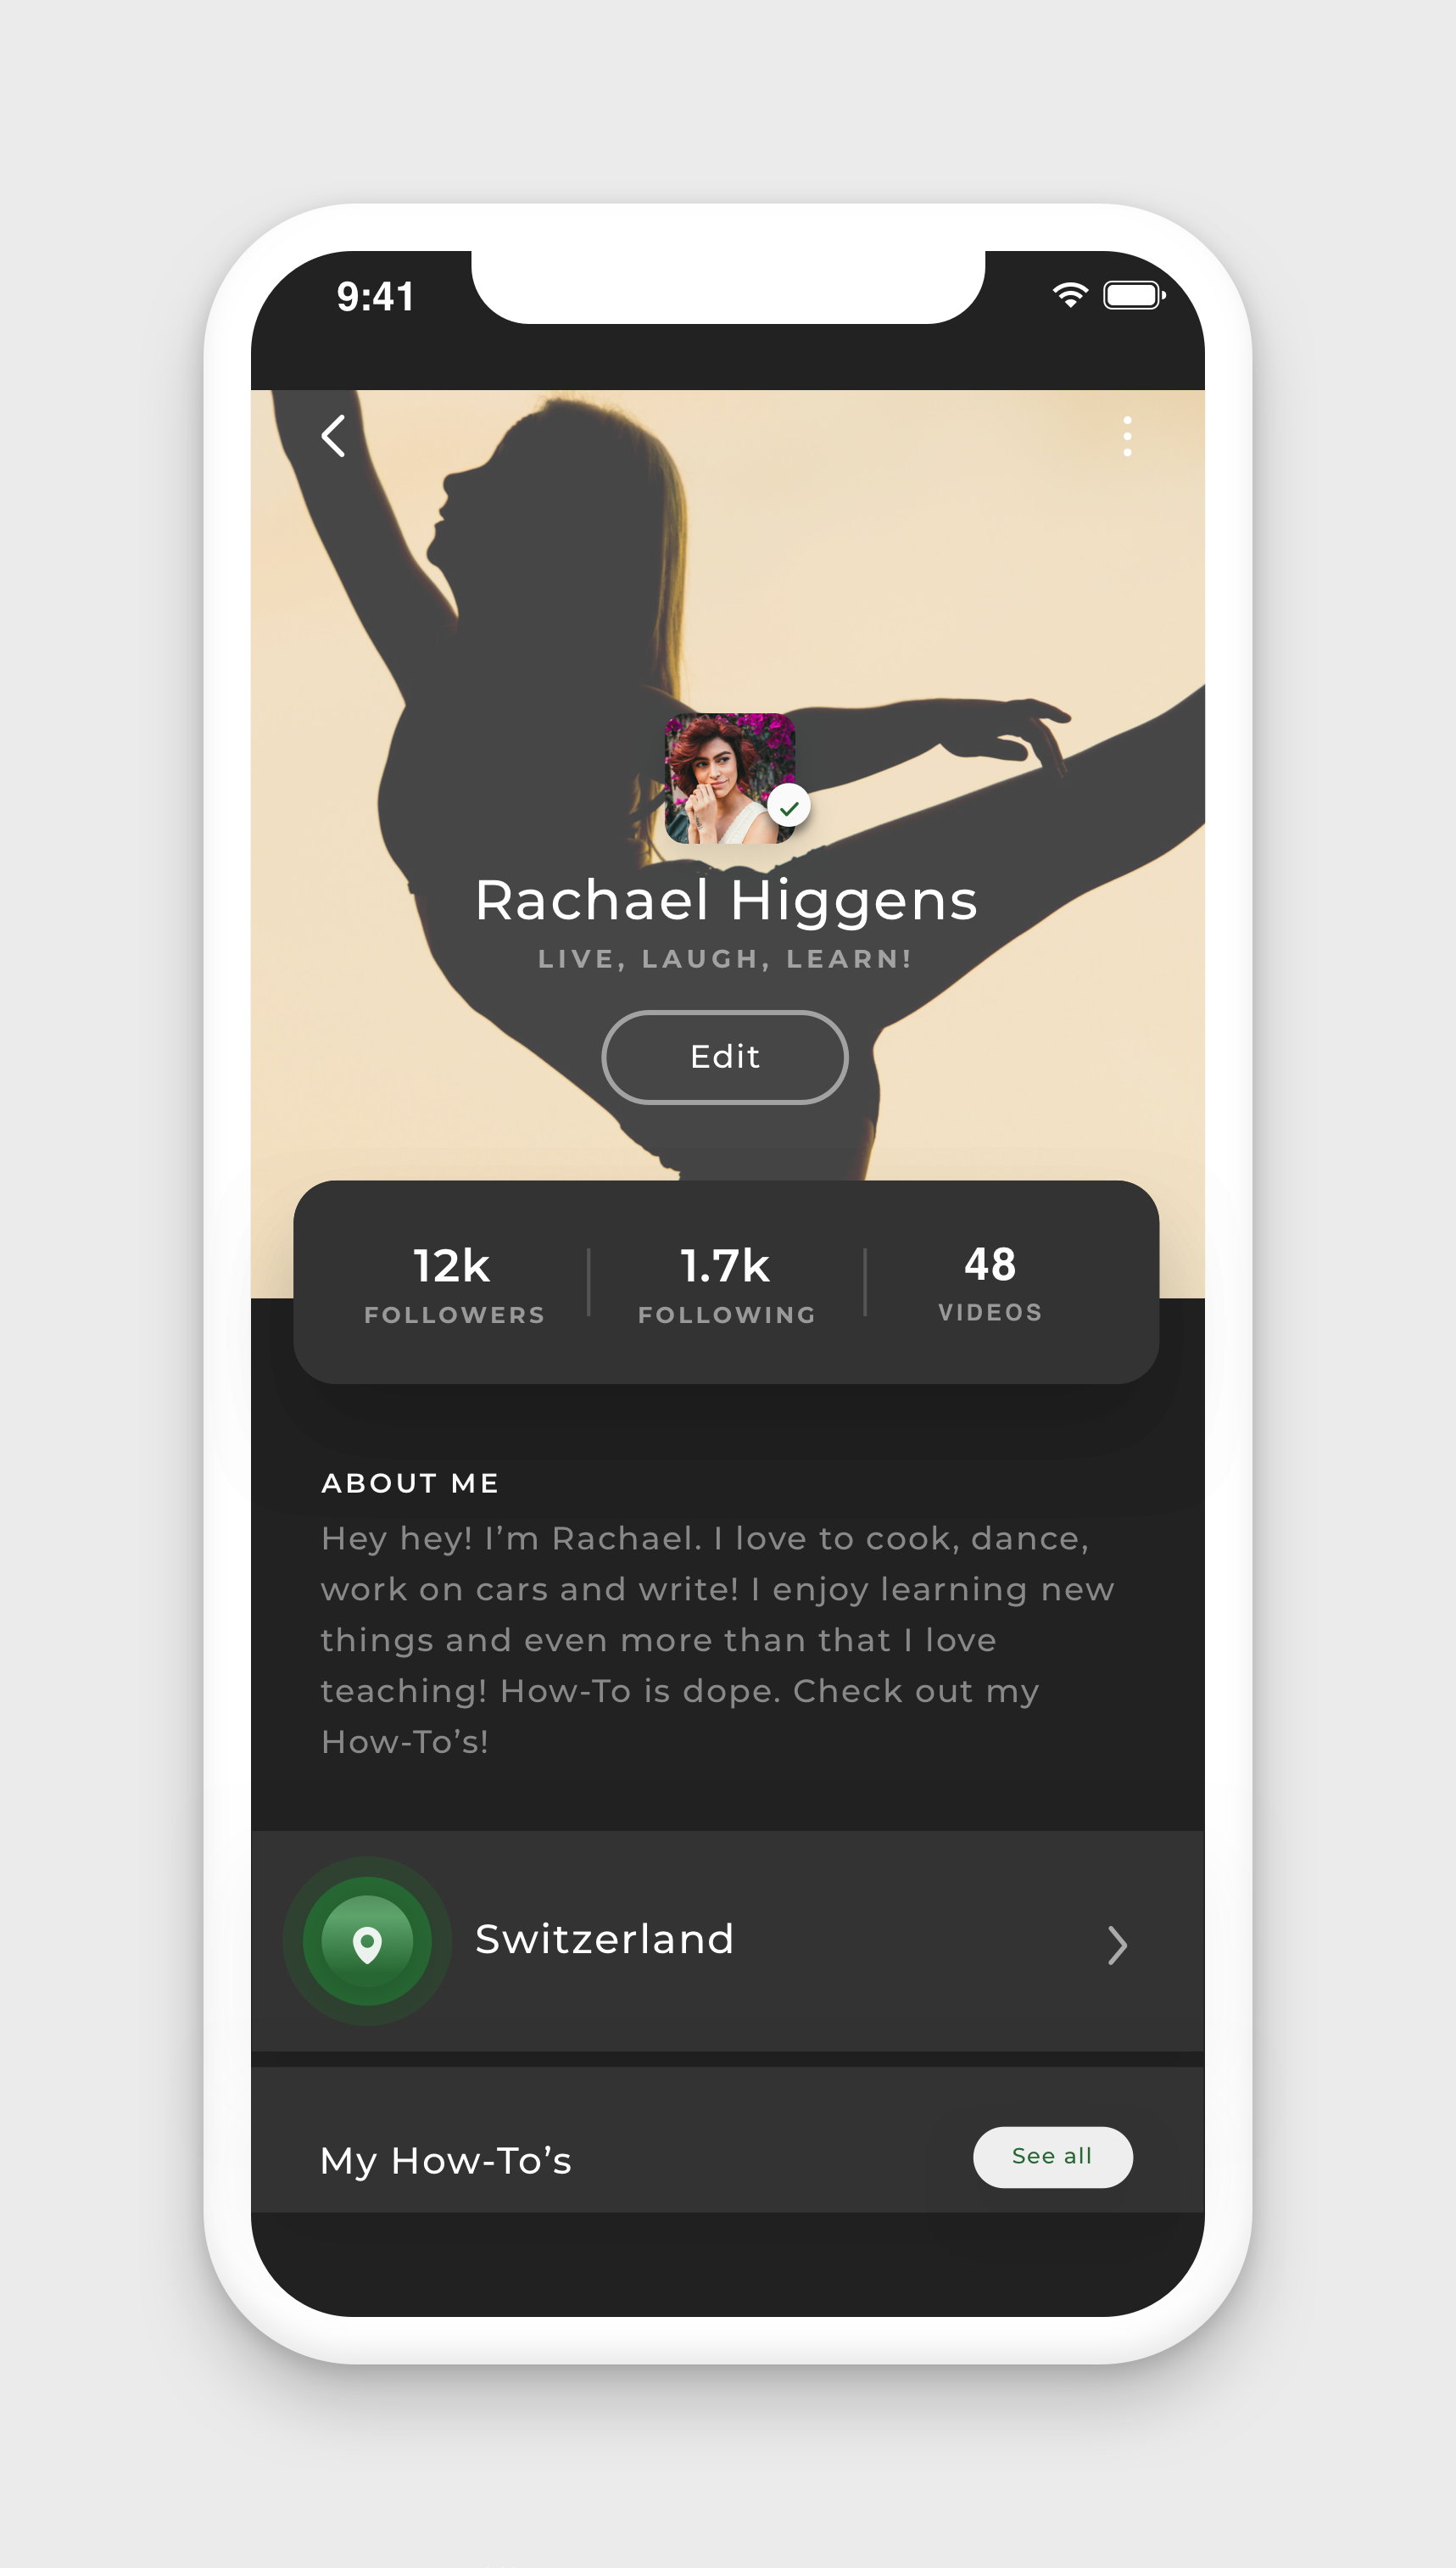 9:41
Rachael Higgens
LIVE, LAUGH, LEARN!
Edit
12k
FOLLOWERS
1.7k
FOLLOWING
48
VIDEOS
ABOUT ME
Hey hey! I’m Rachael. I love to cook, dance,
work on cars and write! I enjoy learning new
things and even more than that I love
teaching! How-To is dope. Check out my
How-To’s!
Switzerland
My How-To’s
See all